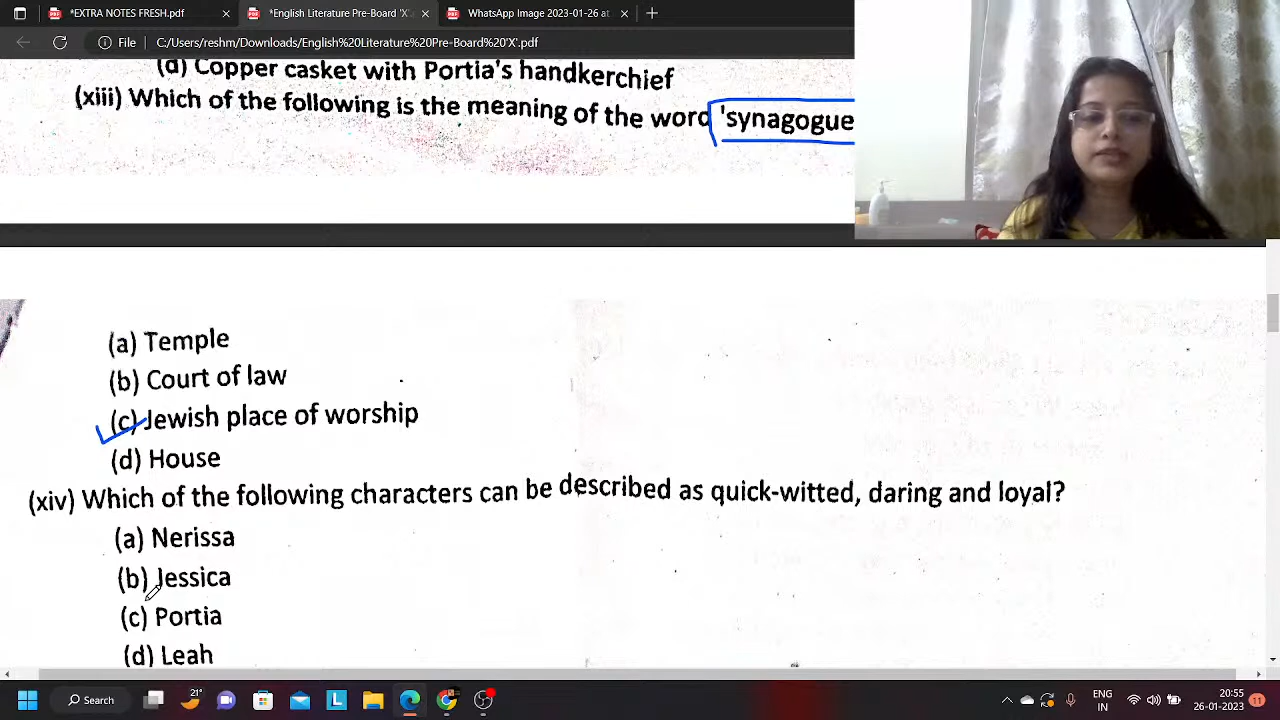 *EXTRA NOTES FRESH.pdf
*English Literature Pre-Board 'X'.
WhatsApp Image 2023-01-26 at
File
C:/Users/reshm/Downloads/English%20Literature%20Pre-Board%20'X'.pdf
(d) Copper casket with Portia's handkerchief
(xiii) Which of the following is the meaning of the word 'synagogue
(a) Temple
(b) Court of law
(c) Jewish place of worship
(d) House
(xiv) Which of the following characters can be described as quick-witted, daring and loyal?
(a) Nerissa
(b) Jessica
(c) Portia
(d) Leah
Search
21°
ENG
IN
20:55
26-01-2023
11